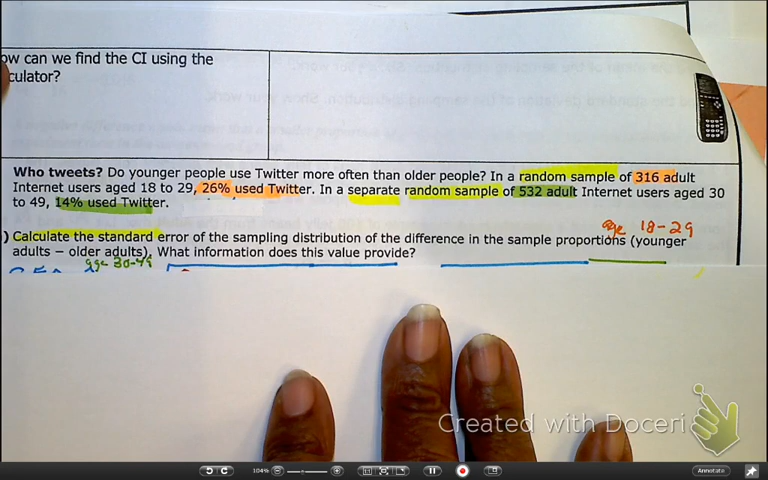 ow can we find the CI using the
culator?
Who tweets? Do younger people use Twitter more often than older people? In a random sample of 316 adult
Internet users aged 18 to 29, 26% used Twitter. In a separate random sample of 532 adult Internet users aged 30
to 49, 14% used Twitter.
age 18-29
) Calculate the standard error of the sampling distribution of the difference in the sample proportions (younger
adults – older adults). What information does this value provide?
age 30-49
Created with Doceri
104%
Annotate